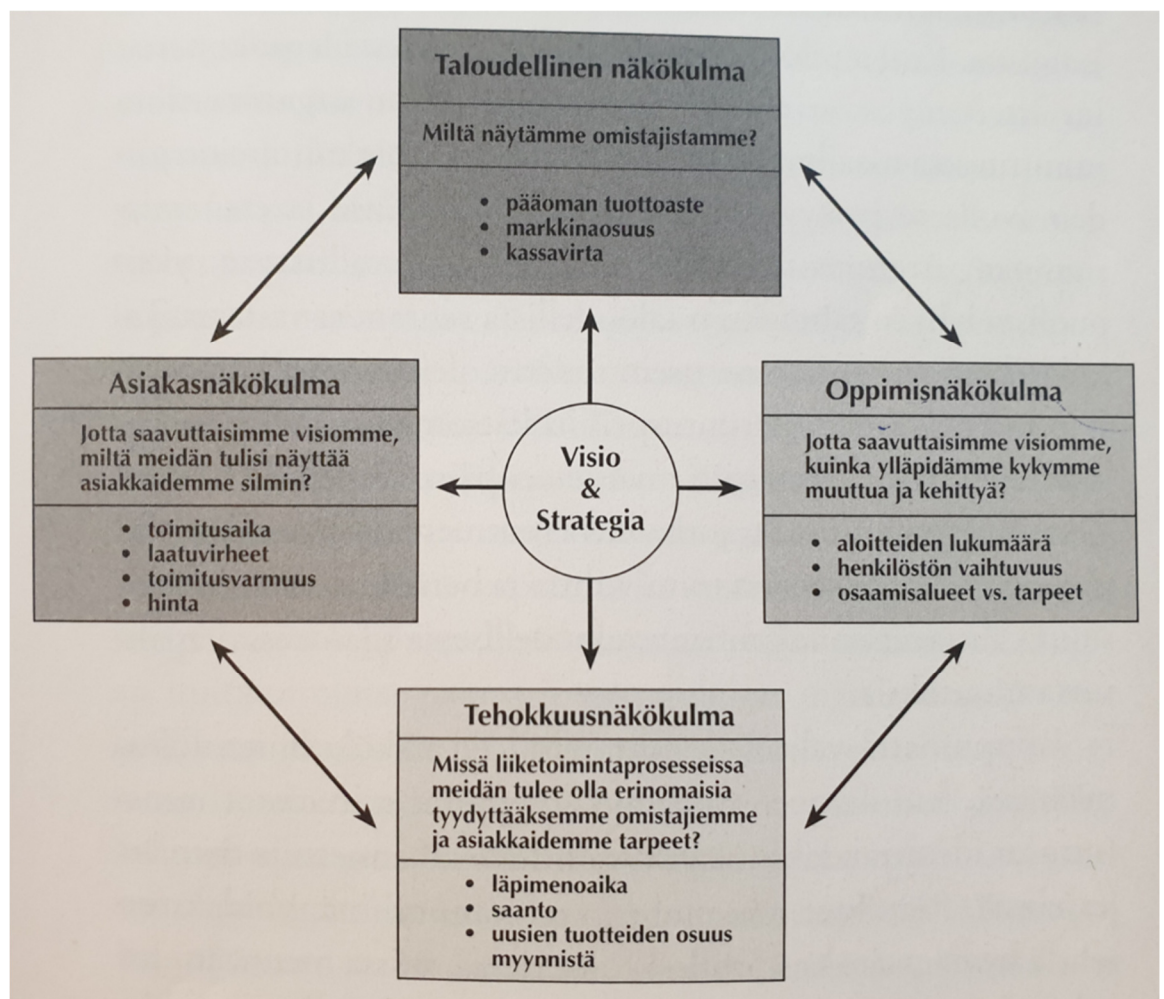 Taloudellinen näkökulma
Miltä näytämme omistajistamme?
• pääoman tuottoaste
• markkinaosuus
• kassavirta
Asiakasnäkökulma
Jotta saavuttaisimme visiomme,
miltä meidän tulisi näyttää
asiakkaidemme silmin?
• toimitusaika
• laatuvirheet
• toimitusvarmuus
• hinta
Visio
&
Strategia
Oppimisnäkökulma
Jotta saavuttaisimme visiomme,
kuinka ylläpidämme kykymme
muuttua ja kehittyä?
• aloitteiden lukumäärä
• henkilöstön vaihtuvuus
• osaamisalueet vs. tarpeet
Tehokkuusnäkökulma
Missä liiketoimintaprosesseissa
meidän tulee olla erinomaisia
tyydyttääksemme omistajiemme
ja asiakkaidemme tarpeet?
• läpimenoaika
• saanto
• uusien tuotteiden osuus
myynnistä